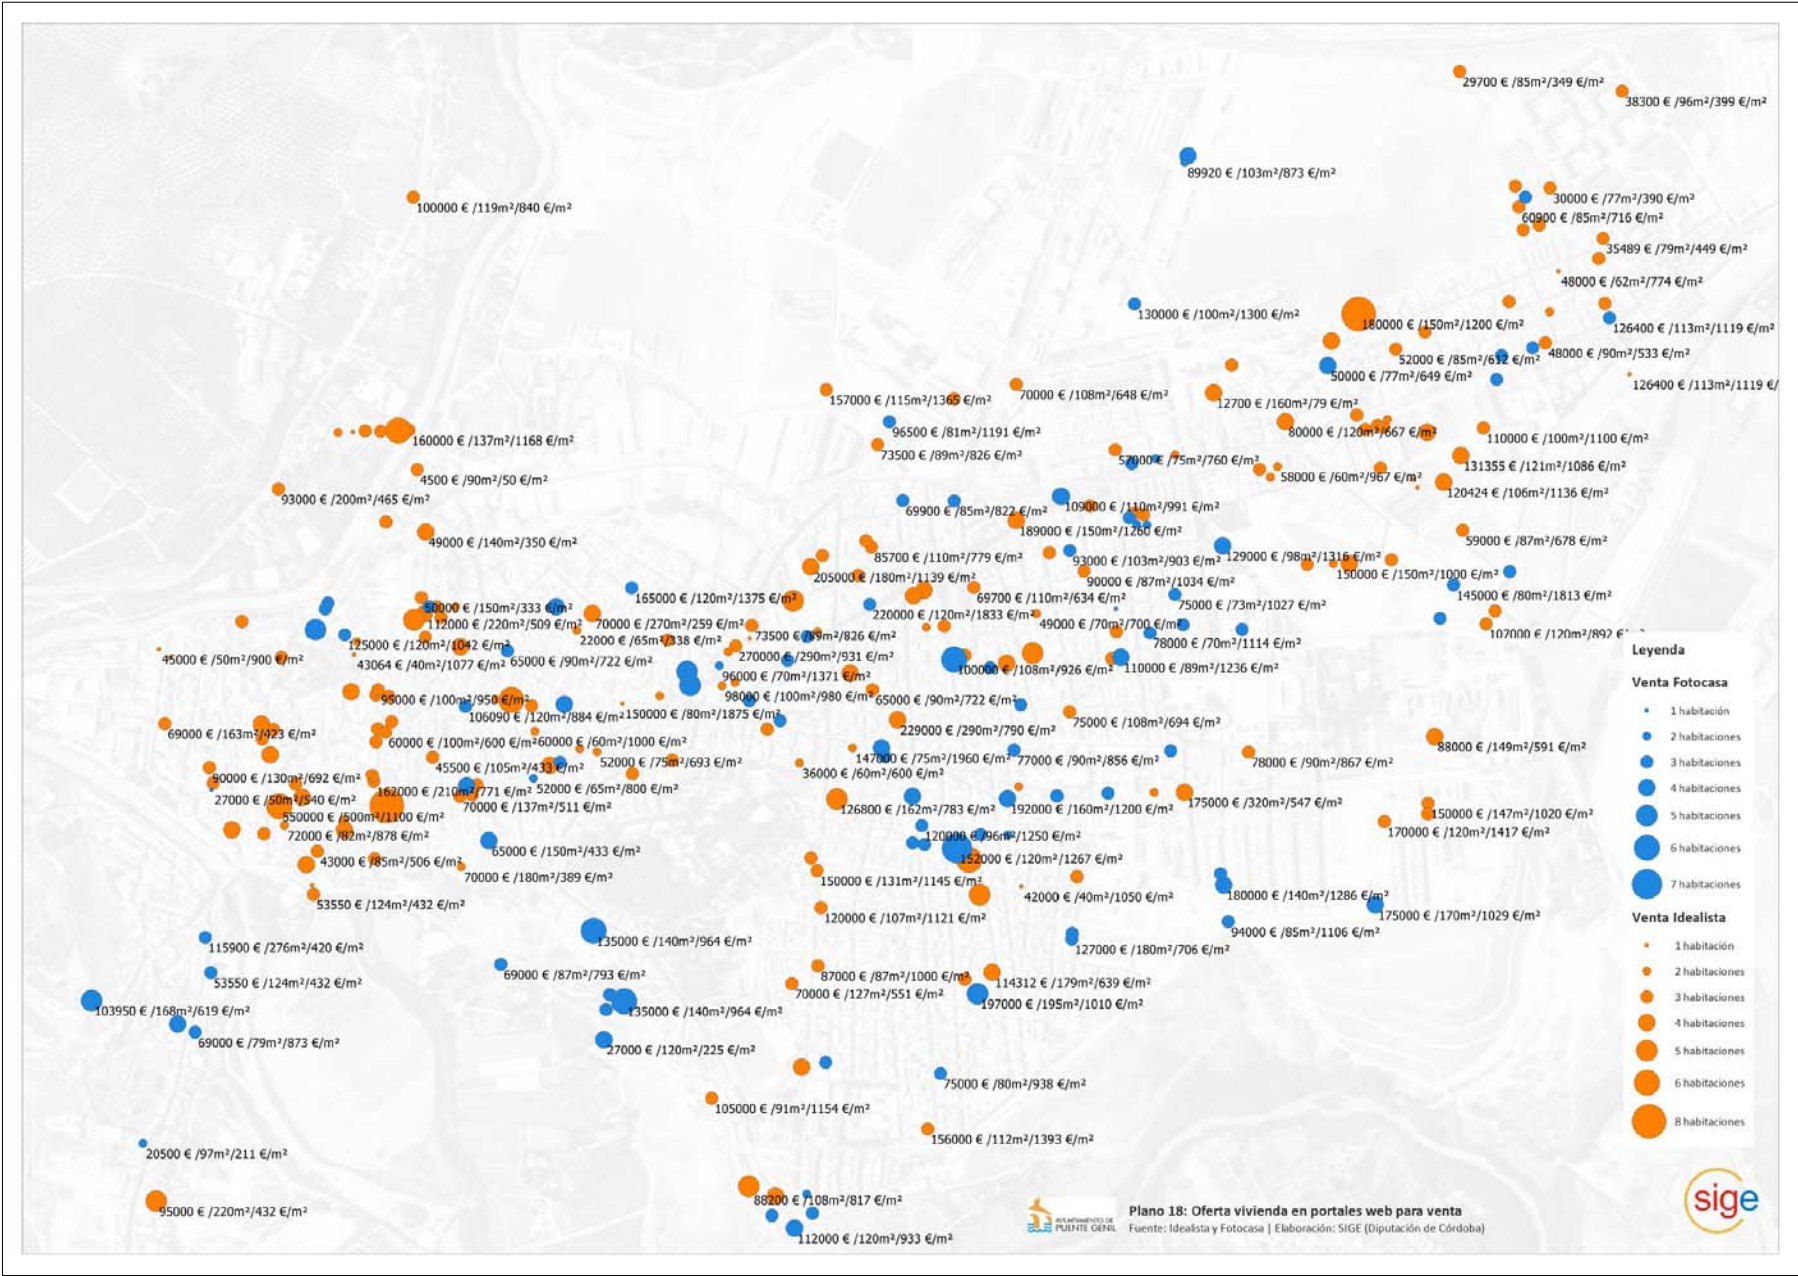 29700 € /85m²/349 €/m²
38300 € /96m²/399 €/m²
89920 € /103m²/873 €/m²
30000 € /77m²/390 €/m²
100000 € /119m²/840 €/m²
60900 € /85m²/716 €/m²
35489 € /79m²/449 €/m²
48000 € /62m²/774 €/m²
130000 € /100m²/1300 €/m²
180000 € /150m²/1200 €/m²
126400 € /113m²/1119 €/m²
52000 € /85m²/612 €/m²
48000 € /90m²/533 €/m²
50000 € /77m²/649 €/m²
126400 € /113m²/1119 €/
157000 € /115m²/1365 €/m²
70000 € /108m²/648 €/m²
12700 € /160m²/79 €/m²
96500 € /81m²/1191 €/m²
80000 € /120m²/667 €/m²
110000 € /100m²/1100 €/m²
160000 € /137m²/1168 €/m²
73500 € /89m²/826 €/m²
57000 € /75m²/760 €/m²
131355 € /121m²/1086 €/m²
4500 € /90m²/50 €/m²
58000 € /60m²/967 €/m²
120424 € /106m²/1136 €/m²
93000 € /200m²/465 €/m²
69900 € /85m²/822 €/m²
109000 € /110m²/991 €/m²
189000 € /150m²/1260 €/m²
49000 € /140m²/350 €/m²
59000 € /87m²/678 €/m²
85700 € /110m²/779 €/m²
93000 € /103m²/903 €/m²
129000 € /98m²/1316 €/m²
205000 € /180m²/1139 €/m²
90000 € /87m²/1034 €/m²
150000 € /150m²/1000 €/m²
165000 € /120m²/1375 €/m²
69700 € /110m²/634 €/m²
75000 € /73m²/1027 €/m²
145000 € /80m²/1813 €/m²
50000 € /150m²/333 €/m²
220000 € /120m²/1833 €/m²
112000 € /220m²/509 €/m²
70000 € /270m²/259 €/m²
49000 € /70m²/700 €/m²
107000 € /120m²/892 €/m²
22000 € /65m²/338 €/m²
73500 € /89m²/826 €/m²
78000 € /70m²/1114 €/m²
125000 € /120m²/1042 €/m²
45000 € /50m²/900 €/m²
43064 € /40m²/1077 €/m²
65000 € /90m²/722 €/m²
270000 € /290m²/931 €/m²
100000 € /108m²/926 €/m²
110000 € /89m²/1236 €/m²
96000 € /70m²/1371 €/m²
95000 € /100m²/950 €/m²
98000 € /100m²/980 €/m²
65000 € /90m²/722 €/m²
106090 € /120m²/884 €/m²
150000 € /80m²/1875 €/m²
75000 € /108m²/694 €/m²
69000 € /163m²/423 €/m²
229000 € /290m²/790 €/m²
60000 € /100m²/600 €/m²
60000 € /60m²/1000 €/m²
88000 € /149m²/591 €/m²
147000 € /75m²/1960 €/m²
77000 € /90m²/856 €/m²
78000 € /90m²/867 €/m²
45500 € /105m²/433 €/m²
52000 € /75m²/693 €/m²
36000 € /60m²/600 €/m²
90000 € /130m²/692 €/m²
162000 € /210m²/771 €/m²
52000 € /65m²/800 €/m²
27000 € /50m²/540 €/m²
70000 € /137m²/511 €/m²
126800 € /162m²/783 €/m²
192000 € /160m²/1200 €/m²
175000 € /320m²/547 €/m²
550000 € /500m²/1100 €/m²
150000 € /147m²/1020 €/m²
72000 € /82m²/878 €/m²
120000 € /96m²/1250 €/m²
170000 € /120m²/1417 €/m²
65000 € /150m²/433 €/m²
152000 € /120m²/1267 €/m²
43000 € /85m²/506 €/m²
70000 € /180m²/389 €/m²
150000 € /131m²/1145 €/m²
42000 € /40m²/1050 €/m²
180000 € /140m²/1286 €/m²
53550 € /124m²/432 €/m²
120000 € /107m²/1121 €/m²
175000 € /170m²/1029 €/m²
94000 € /85m²/1106 €/m²
115900 € /276m²/420 €/m²
135000 € /140m²/964 €/m²
127000 € /180m²/706 €/m²
69000 € /87m²/793 €/m²
87000 € /87m²/1000 €/m²
53550 € /124m²/432 €/m²
70000 € /127m²/551 €/m²
114312 € /179m²/639 €/m²
197000 € /195m²/1010 €/m²
103950 € /168m²/619 €/m²
135000 € /140m²/964 €/m²
69000 € /79m²/873 €/m²
27000 € /120m²/225 €/m²
75000 € /80m²/938 €/m²
105000 € /91m²/1154 €/m²
156000 € /112m²/1393 €/m²
20500 € /97m²/211 €/m²
88200 € /108m²/817 €/m²
95000 € /220m²/432 €/m²
112000 € /120m²/933 €/m²
Leyenda
Venta Fotocasa
1 habitación
2 habitaciones
3 habitaciones
4 habitaciones
5 habitaciones
6 habitaciones
7 habitaciones
Venta Idealista
1 habitación
2 habitaciones
3 habitaciones
4 habitaciones
5 habitaciones
6 habitaciones
8 habitaciones
AYUNTAMIENTO DE
PUENTE GENIL
Plano 18: Oferta vivienda en portales web para venta
Fuente: Idealista y Fotocasa | Elaboración: SIGE (Diputación de Córdoba)
sige